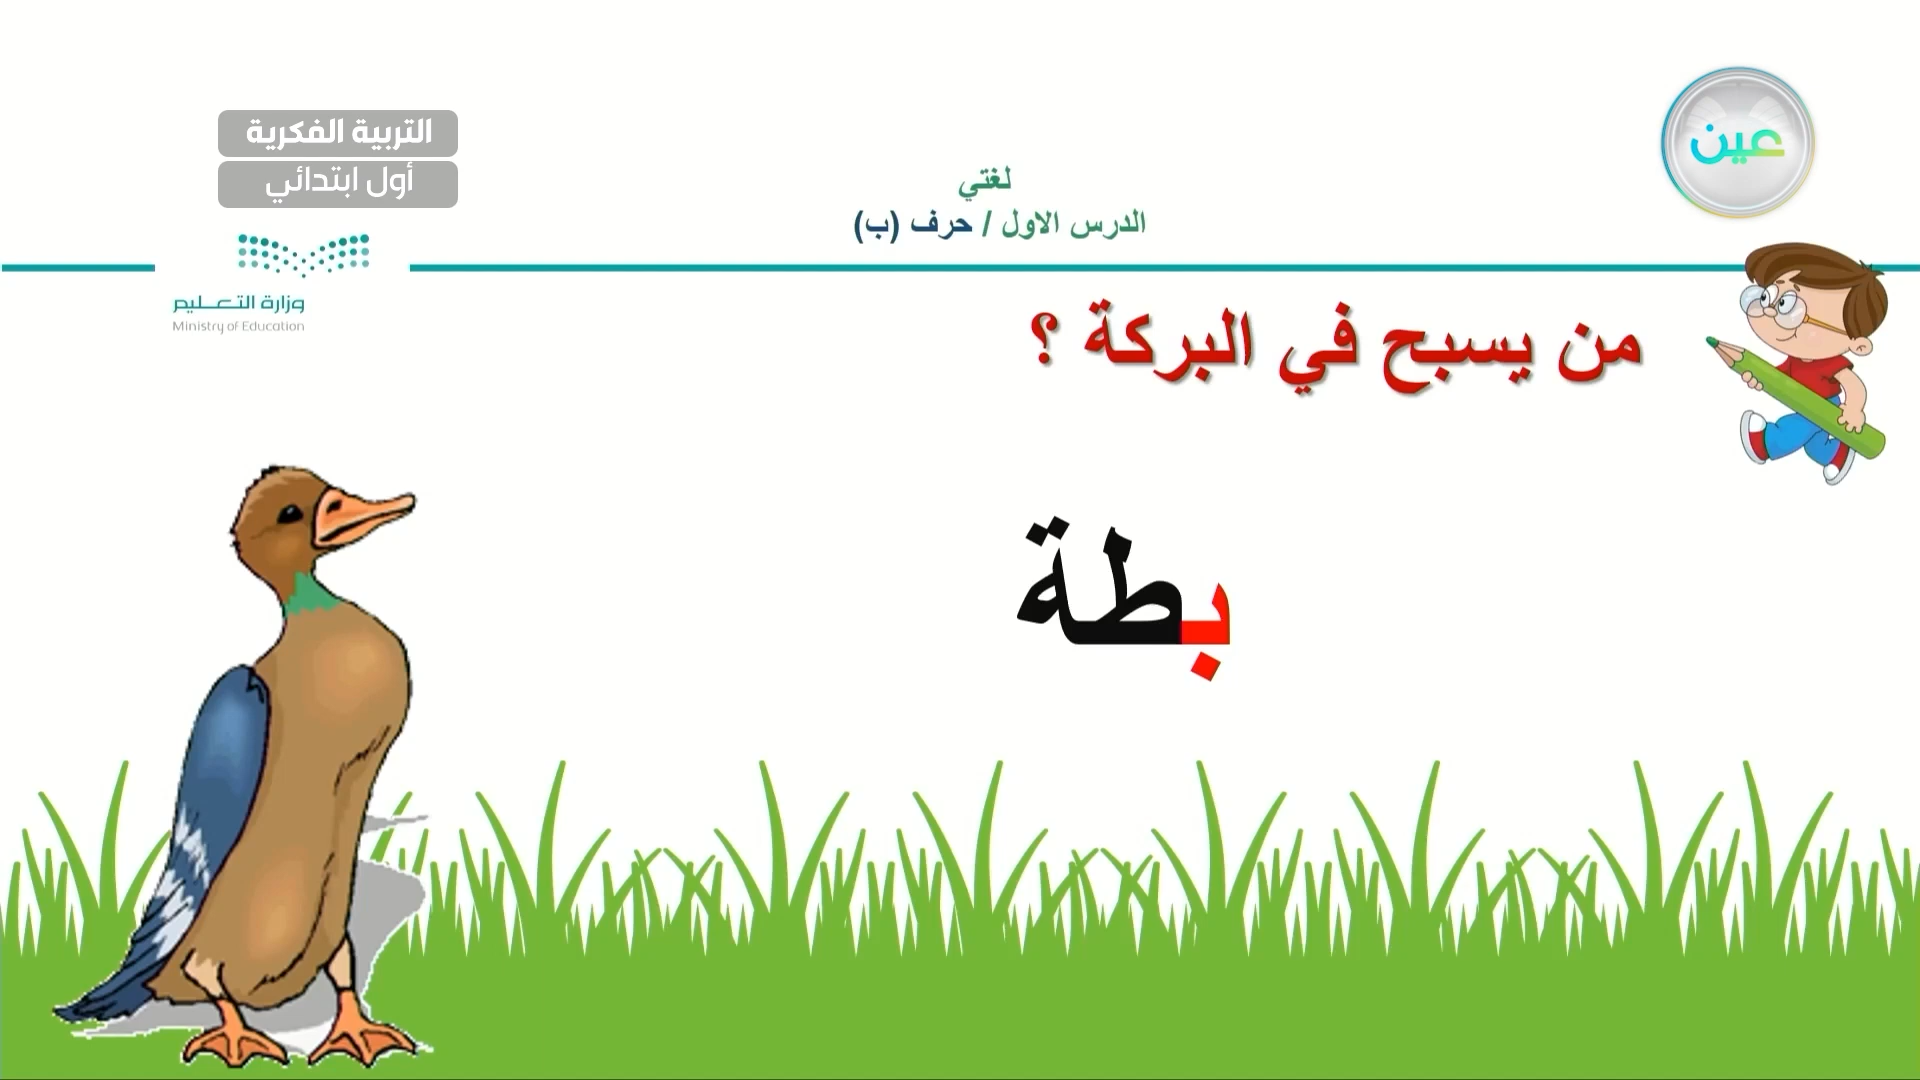 التربية الفكرية
أول ابتدائي
عين
لغتي
الدرس الاول / حرف (ب)
وزارة التعليم
Ministry of Education
من يسبح في البركة ؟
بطة